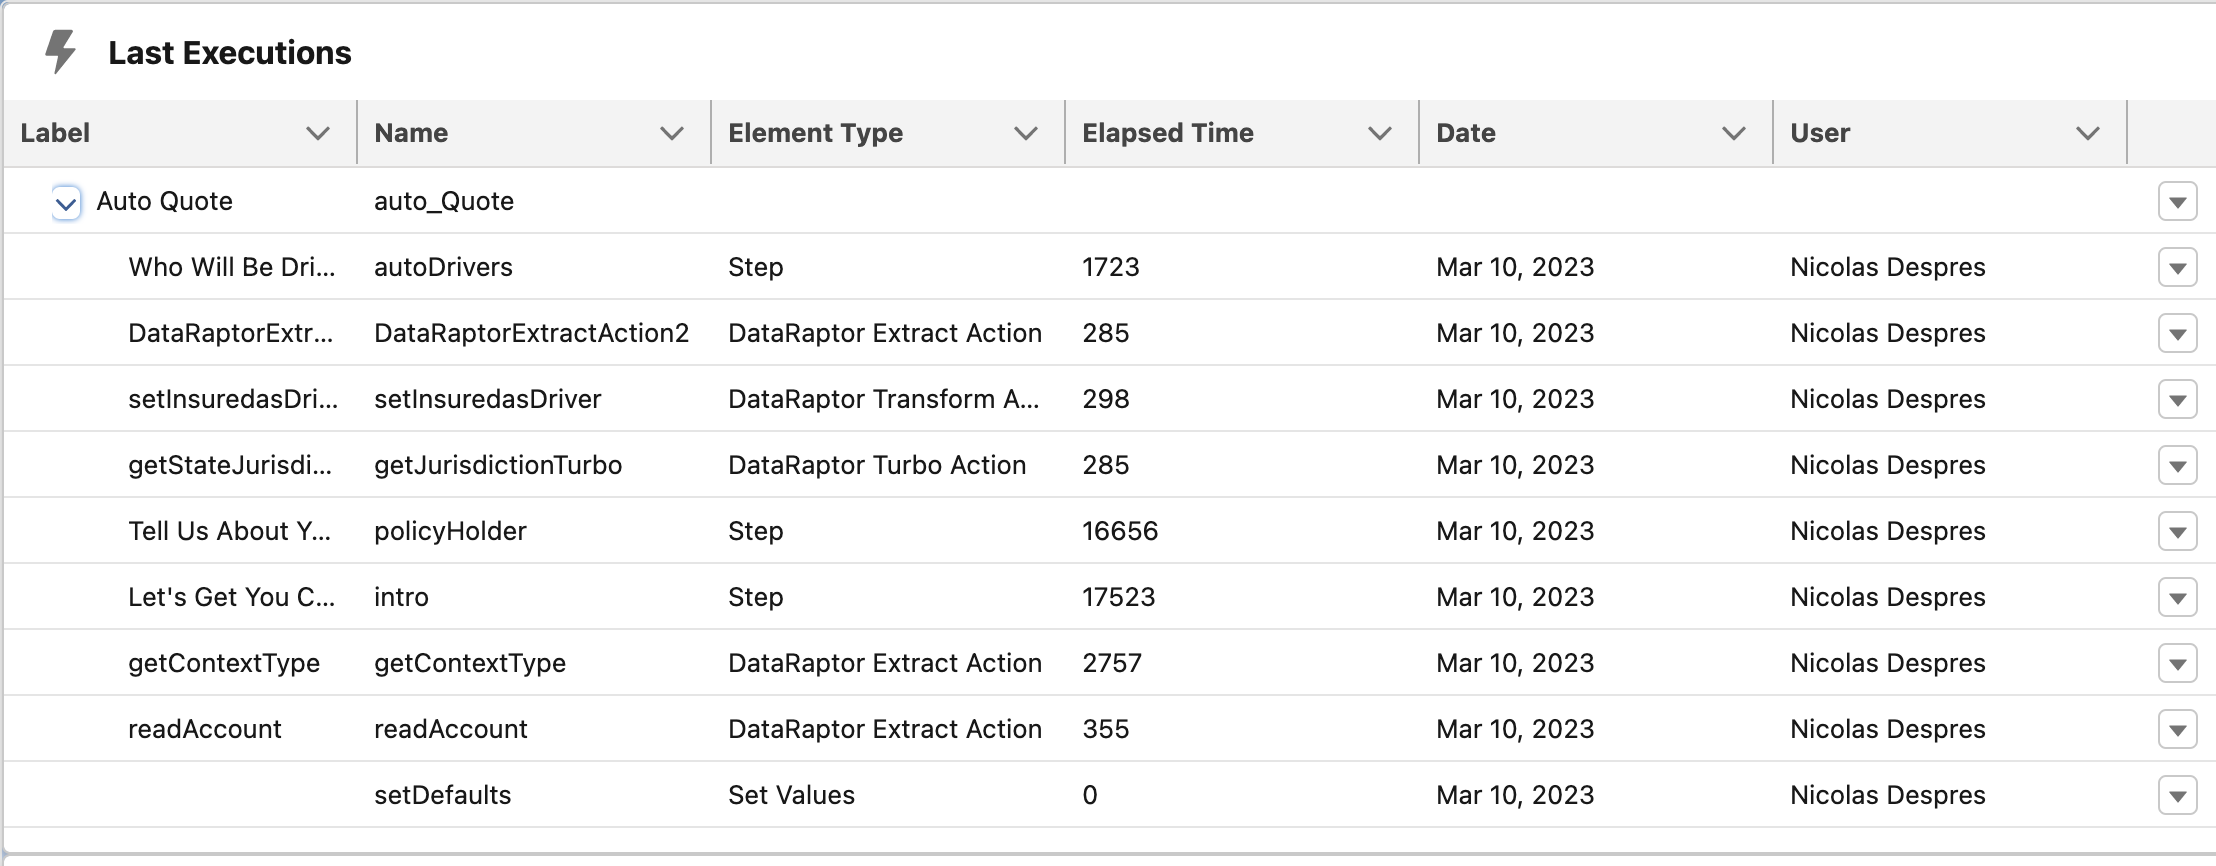 Last Executions
Label Name Element Type Elapsed Time Date User
Auto Quote auto_Quote
Who Will Be Dri... autoDrivers Step 1723 Mar 10, 2023 Nicolas Despres
DataRaptorExtr... DataRaptorExtractAction2 DataRaptor Extract Action 285 Mar 10, 2023 Nicolas Despres
setInsuredasDri... setInsuredasDriver DataRaptor Transform A... 298 Mar 10, 2023 Nicolas Despres
getStateJurisdi... getJurisdictionTurbo DataRaptor Turbo Action 285 Mar 10, 2023 Nicolas Despres
Tell Us About Y... policyHolder Step 16656 Mar 10, 2023 Nicolas Despres
Let's Get You C... intro Step 17523 Mar 10, 2023 Nicolas Despres
getContextType getContextType DataRaptor Extract Action 2757 Mar 10, 2023 Nicolas Despres
readAccount readAccount DataRaptor Extract Action 355 Mar 10, 2023 Nicolas Despres
setDefaults Set Values 0 Mar 10, 2023 Nicolas Despres